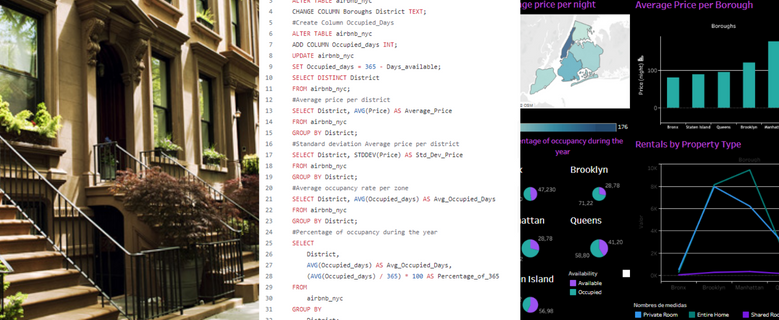 3 ALTER TABLE airbnb_nyc
4 CHANGE COLUMN Boroughs District TEXT;
5 #Create Column Occupied_Days
6 ALTER TABLE airbnb_nyc
7 ADD COLUMN Occupied_days INT;
8 UPDATE airbnb_nyc
9 SET Occupied_days = 365 - Days_available;
10 SELECT DISTINCT District
11 FROM airbnb_nyc;
12 #Average price per district
13 SELECT District, AVG(Price) AS Average_Price
14 FROM airbnb_nyc
15 GROUP BY District;
16 #Standard deviation Average price per district
17 SELECT District, STDDEV(Price) AS Std_Dev_Price
18 FROM airbnb_nyc
19 GROUP BY District;
20 #Average occupancy rate per zone
21 SELECT District, AVG(Occupied_days) AS Avg_Occupied_Days
22 FROM airbnb_nyc
23 GROUP BY District;
24 #Percentage of occupancy during the year
25 SELECT
26 District,
27 AVG(Occupied_days) AS Avg_Occupied_Days,
28 (AVG(Occupied_days) / 365) * 100 AS Percentage_of_365
29 FROM
30 airbnb_nyc
31 GROUP BY
District;
ge price per night
176
entage of occupancy during the
year
Brooklyn
47,230
28,78
71,22
attan
Queens
28,78
41,20
58,80
n Island
56,98
Availability
Available
Occupied
Average Price per Borough
Boroughs
Price (night)
100
0
Bronx Staten Island Queens Brooklyn Manhatt
Rentals by Property Type
Borough
10K
8K
6K
4K
2K
0K
Bronx Brooklyn Manhattan Qu
Nombres de medidas
Private Room Entire Home Shared Roo